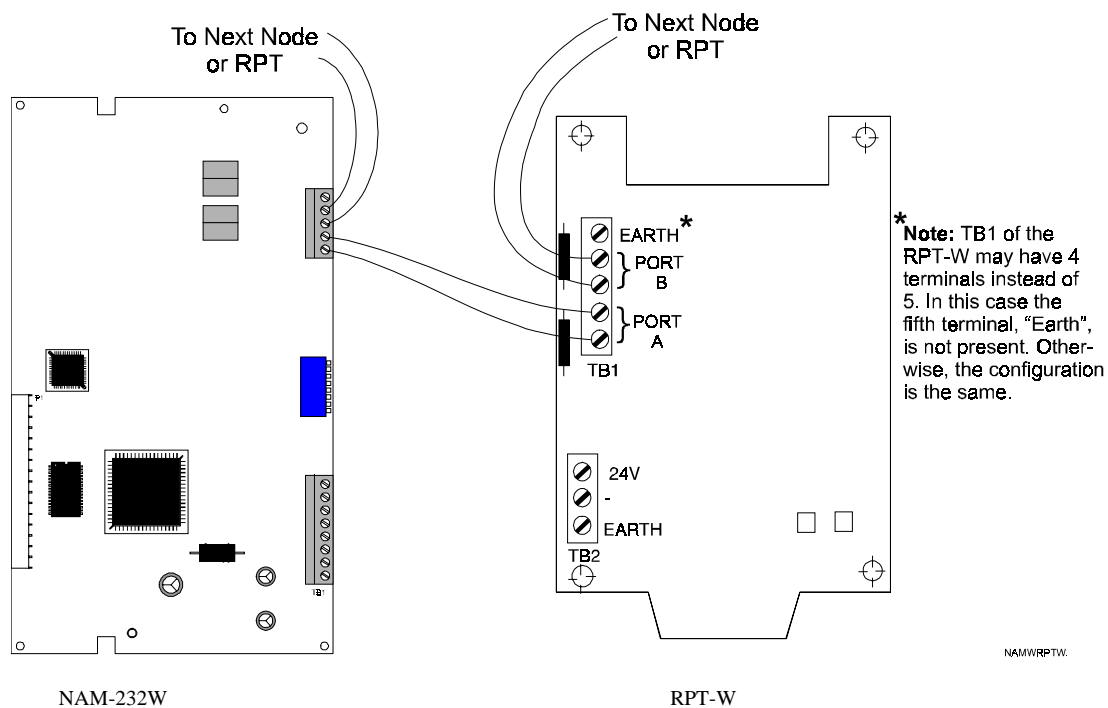 To Next Node
or RPT
To Next Node
or RPT
P1
TB1
EARTH*
PORT
B
PORT
A
TB1
24V
-
EARTH
TB2
*
Note: TB1 of the
RPT-W may have 4
terminals instead of
5. In this case the
fifth terminal, “Earth”,
is not present. Other-
wise, the configuration
is the same.
NAMWRPTW.
NAM-232W
RPT-W